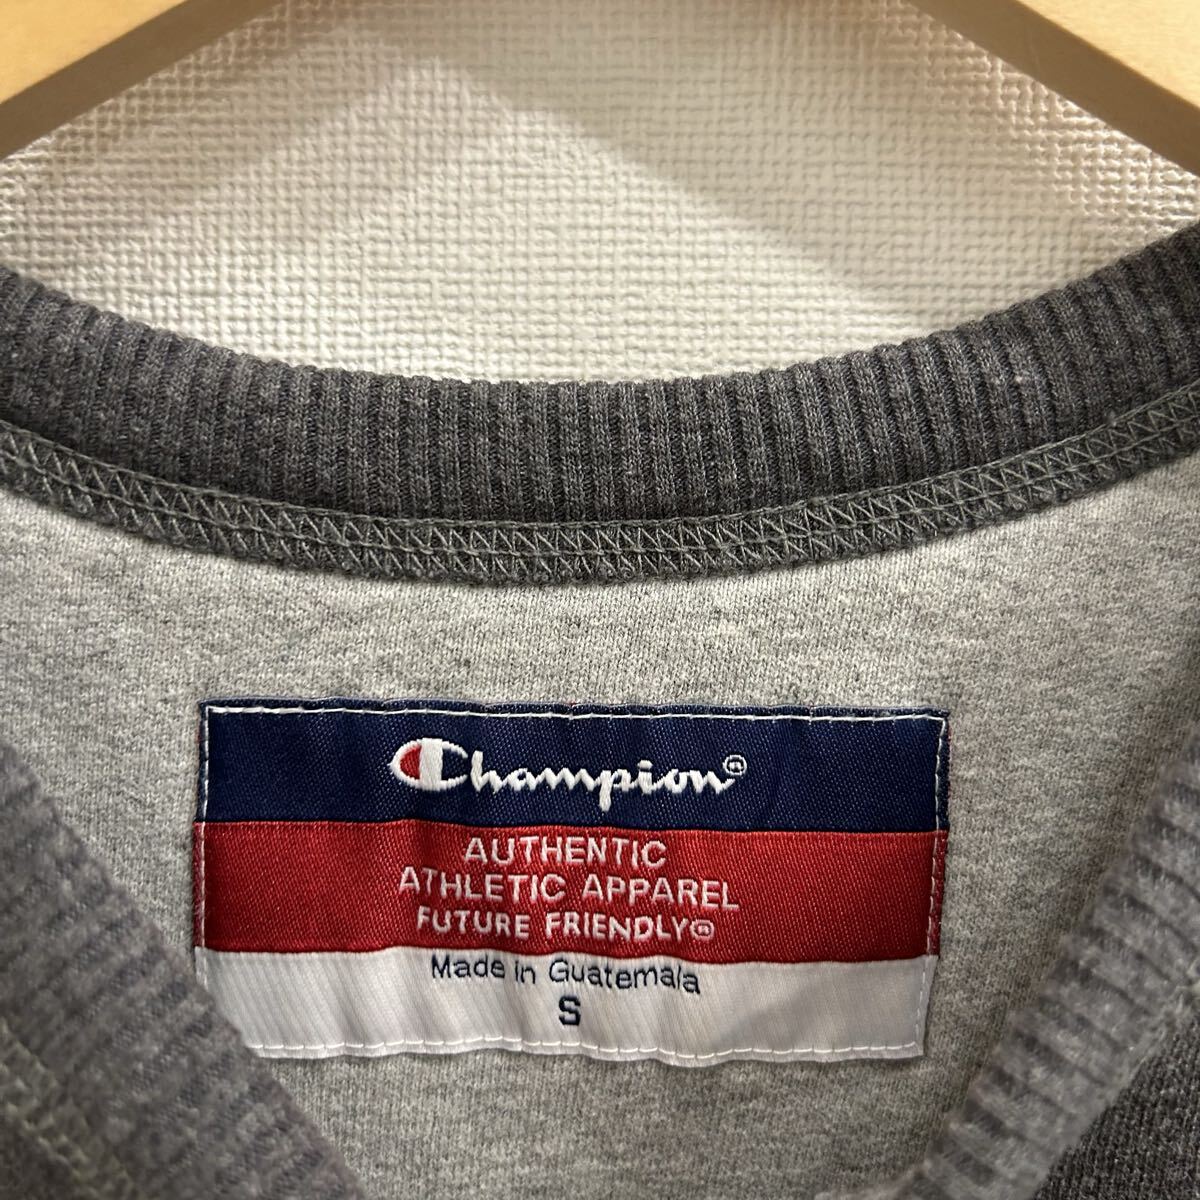 Champion®
AUTHENTIC
ATHLETIC APPAREL
FUTURE FRIENDLY®
Made in Guatemala
S